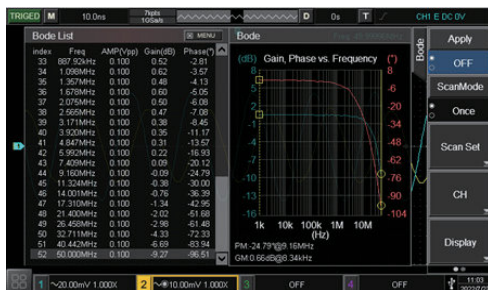 TRIGED M 10.0ns 7kpts 1GSa/s D 0s T CH1 E DC 0V
Bode List MENU
index Freq AMP(Vpp) Gain(dB) Phase(°)
33 887.92kHz 0.100 0.52 -2.81
34 1.098MHz 0.100 0.62 -3.57
35 1.357MHz 0.100 0.48 -4.13
36 1.678MHz 0.100 0.60 -5.05
37 2.075MHz 0.100 0.50 -6.08
38 2.565MHz 0.100 0.47 -7.08
39 3.171MHz 0.100 0.38 -8.45
40 3.920MHz 0.100 0.35 -11.17
41 4.847MHz 0.100 0.31 -13.57
42 5.992MHz 0.100 0.22 -16.93
43 7.409MHz 0.100 0.09 -20.12
44 9.160MHz 0.100 -0.09 -24.79
45 11.324MHz 0.100 -0.38 -30.00
46 14.001MHz 0.100 -0.76 -36.39
47 17.310MHz 0.100 -1.34 -42.95
48 21.400MHz 0.100 -2.02 -51.68
49 26.458MHz 0.100 -2.98 -61.48
50 32.711MHz 0.100 -4.33 -72.33
51 40.442MHz 0.100 -6.69 -83.94
52 50.000MHz 0.100 -9.27 -96.51
Bode
(dB) Gain, Phase vs. Frequency (°)
8 8
5 -6
2 -20
-1 -34
-4 -48
-7 -62
-10 -76
-13 -90
-16 -104
1k 10k 100k 1M 10M
(Hz)
PM:-24.79°@9.16MHz
GM:0.66dB@8.34kHz
Bode
Apply
OFF
ScanMode
Once
Scan Set
CH
Display
1 20.00mV 1.000X 2 10.00mV 1.000X 3 OFF 4 OFF 11:03